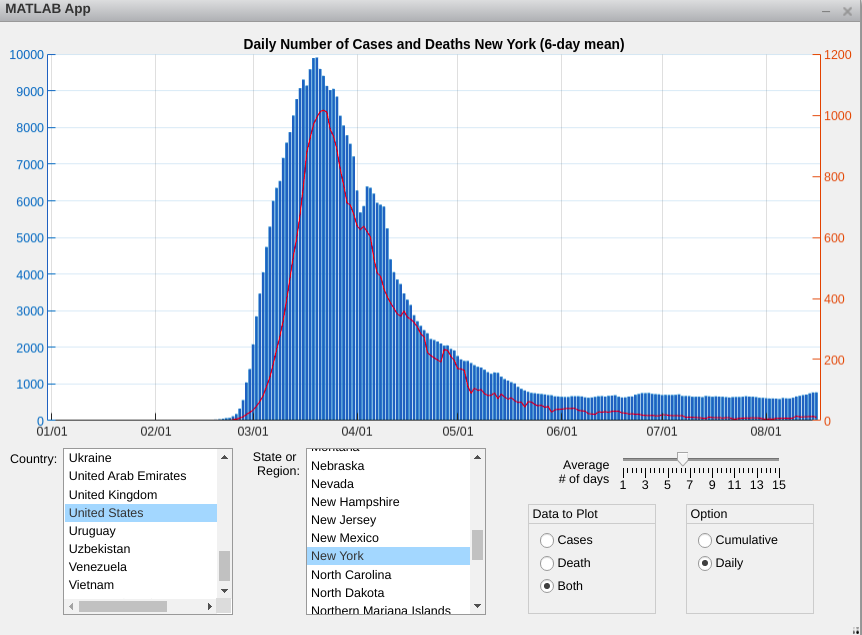 MATLAB App
Daily Number of Cases and Deaths New York (6-day mean)
10000
9000
8000
7000
6000
5000
4000
3000
2000
1000
0
1200
1000
800
600
400
200
0
01/01 02/01 03/01 04/01 05/01 06/01 07/01 08/01
Country:
Ukraine
United Arab Emirates
United Kingdom
United States
Uruguay
Uzbekistan
Venezuela
Vietnam
State or
Region:
Montana
Nebraska
Nevada
New Hampshire
New Jersey
New Mexico
New York
North Carolina
North Dakota
Northern Mariana Islands
Average
# of days
1 3 5 7 9 11 13 15
Data to Plot
Cases
Death
Both
Option
Cumulative
Daily